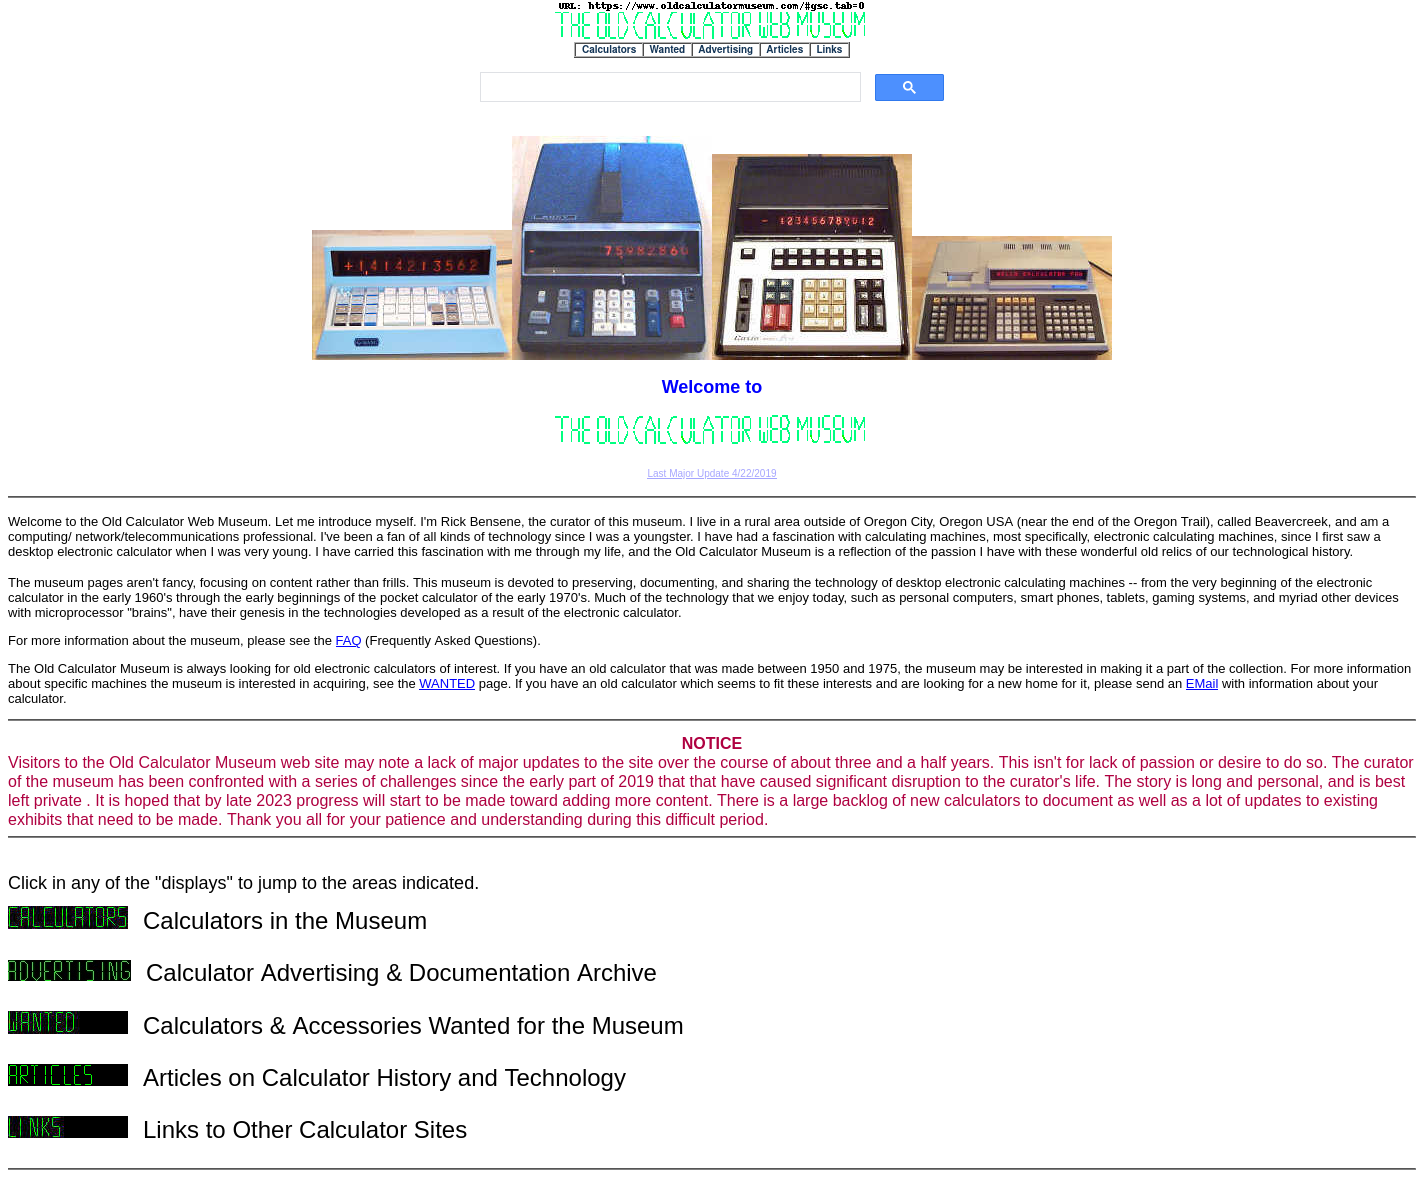 URL: https://www.oldcalculatormuseum.com/#gsc.tab=0
THE OLD CALCULATOR WEB MUSEUM
Calculators Wanted Advertising Articles Links
+1.414213562
- 75982860
- 123456789012
HELLO CALCULATOR FAN
Welcome to
THE OLD CALCULATOR WEB MUSEUM
Last Major Update 4/22/2019
Welcome to the Old Calculator Web Museum. Let me introduce myself. I'm Rick Bensene, the curator of this museum. I live in a rural area outside of Oregon City, Oregon USA (near the end of the Oregon Trail), called Beavercreek, and am a
computing/ network/telecommunications professional. I've been a fan of all kinds of technology since I was a youngster. I have had a fascination with calculating machines, most specifically, electronic calculating machines, since I first saw a
desktop electronic calculator when I was very young. I have carried this fascination with me through my life, and the Old Calculator Museum is a reflection of the passion I have with these wonderful old relics of our technological history.
The museum pages aren't fancy, focusing on content rather than frills. This museum is devoted to preserving, documenting, and sharing the technology of desktop electronic calculating machines -- from the very beginning of the electronic
calculator in the early 1960's through the early beginnings of the pocket calculator of the early 1970's. Much of the technology that we enjoy today, such as personal computers, smart phones, tablets, gaming systems, and myriad other devices
with microprocessor "brains", have their genesis in the technologies developed as a result of the electronic calculator.
For more information about the museum, please see the FAQ (Frequently Asked Questions).
The Old Calculator Museum is always looking for old electronic calculators of interest. If you have an old calculator that was made between 1950 and 1975, the museum may be interested in making it a part of the collection. For more information
about specific machines the museum is interested in acquiring, see the WANTED page. If you have an old calculator which seems to fit these interests and are looking for a new home for it, please send an EMail with information about your
calculator.
NOTICE
Visitors to the Old Calculator Museum web site may note a lack of major updates to the site over the course of about three and a half years. This isn't for lack of passion or desire to do so. The curator
of the museum has been confronted with a series of challenges since the early part of 2019 that that have caused significant disruption to the curator's life. The story is long and personal, and is best
left private . It is hoped that by late 2023 progress will start to be made toward adding more content. There is a large backlog of new calculators to document as well as a lot of updates to existing
exhibits that need to be made. Thank you all for your patience and understanding during this difficult period.
Click in any of the "displays" to jump to the areas indicated.
CALCULATORS Calculators in the Museum
ADVERTISING Calculator Advertising & Documentation Archive
WANTED Calculators & Accessories Wanted for the Museum
ARTICLES Articles on Calculator History and Technology
LINKS Links to Other Calculator Sites